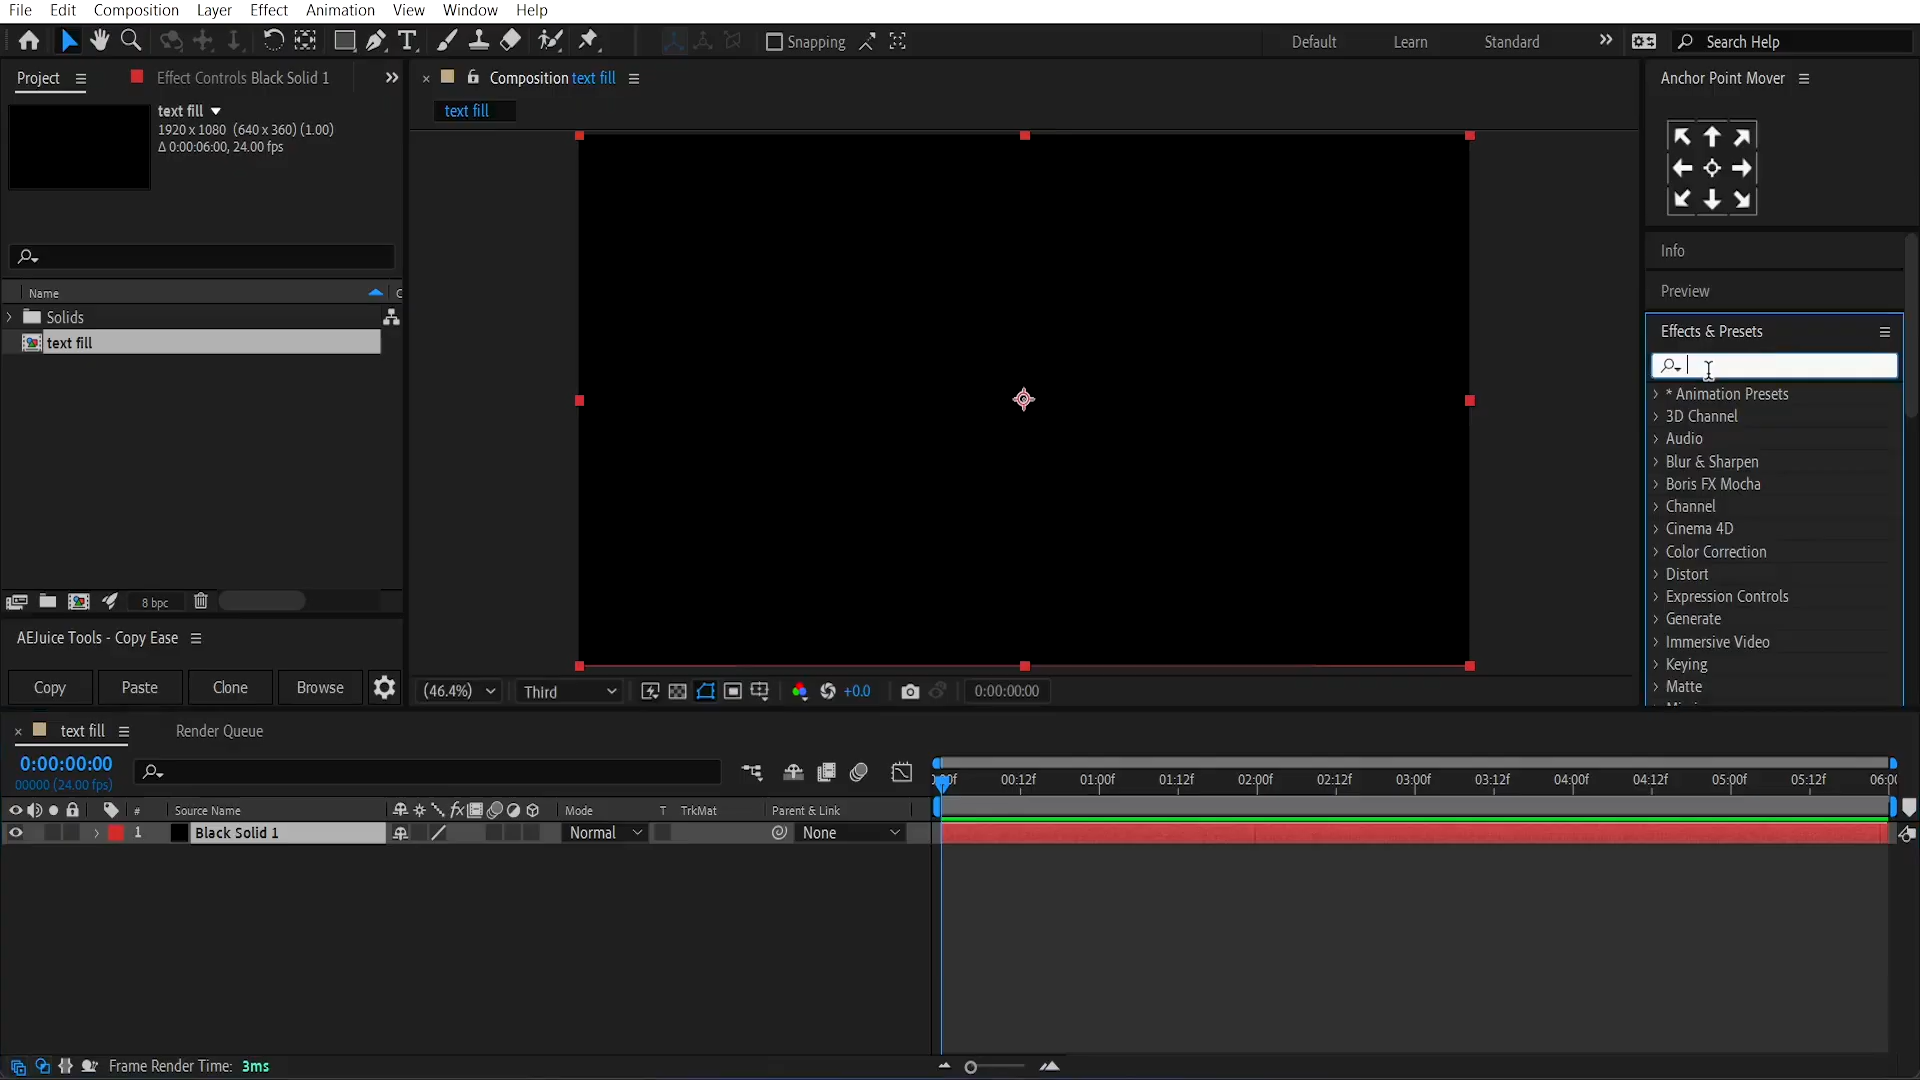 File Edit Composition Layer Effect Animation View Window Help
Snapping
Default Learn Standard
Search Help
Project
Effect Controls Black Solid 1
Composition text fill
Anchor Point Mover
text fill
1920 x 1080 (640 x 360) (1.00)
Δ 0:00:06:00, 24.00 fps
text fill
Info
Preview
Effects & Presets
Name
Solids
text fill
* Animation Presets
3D Channel
Audio
Blur & Sharpen
Boris FX Mocha
Channel
Cinema 4D
Color Correction
Distort
Expression Controls
Generate
Immersive Video
Keying
Matte
8 bpc
AEJuice Tools - Copy Ease
Copy Paste Clone Browse
(46.4%) Third +0.0 0:00:00:00
text fill Render Queue
0:00:00:00
00000 (24.00 fps)
00:12f 01:00f 01:12f 02:00f 02:12f 03:00f 03:12f 04:00f 04:12f 05:00f 05:12f
# Source Name fx Mode T TrkMat Parent & Link
1 Black Solid 1 Normal None
Frame Render Time: 3ms